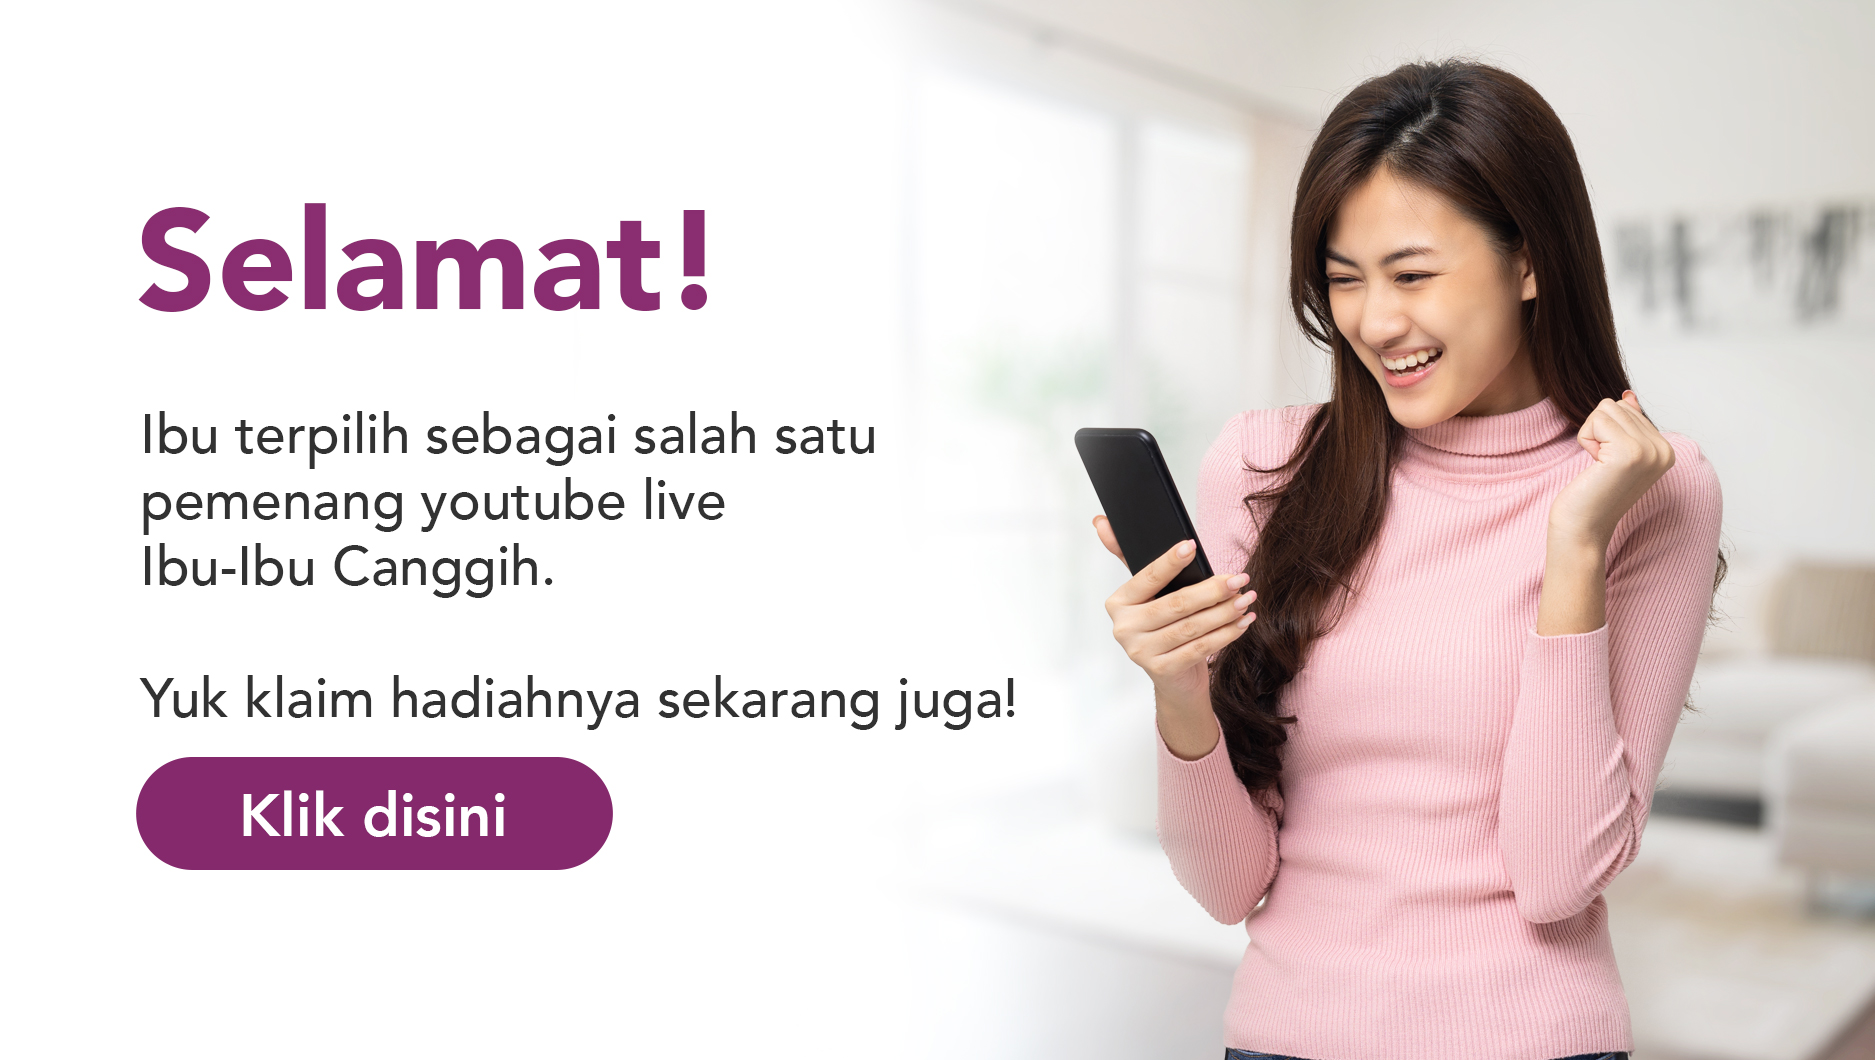 Selamat!
Ibu terpilih sebagai salah satu
pemenang youtube live
Ibu-Ibu Canggih.
Yuk klaim hadiahnya sekarang juga!
Klik disini